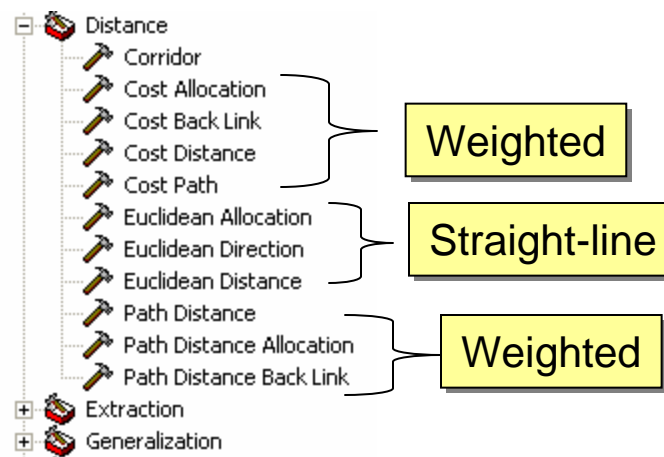 Distance
Corridor
Cost Allocation
Cost Back Link
Cost Distance
Cost Path
Euclidean Allocation
Euclidean Direction
Euclidean Distance
Path Distance
Path Distance Allocation
Path Distance Back Link
Extraction
Generalization
Weighted
Straight-line
Weighted